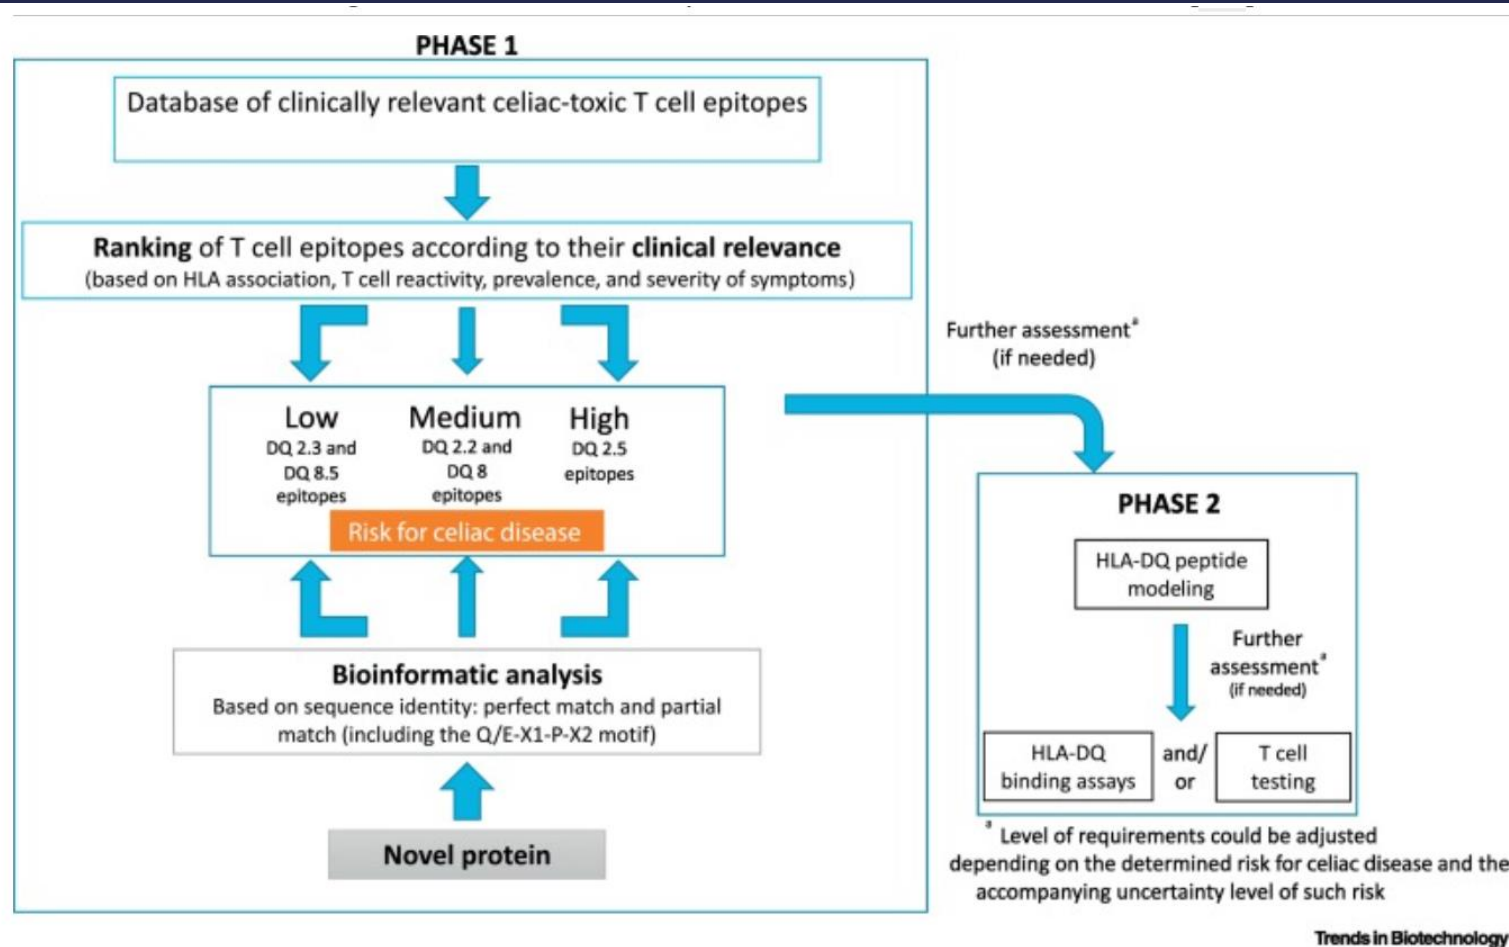 PHASE 1
Database of clinically relevant celiac-toxic T cell epitopes
Ranking of T cell epitopes according to their clinical relevance
(based on HLA association, T cell reactivity, prevalence, and severity of symptoms)
Low
DQ 2.3 and
DQ 8.5
epitopes
Medium
DQ 2.2 and
DQ 8
epitopes
High
DQ 2.5
epitopes
Risk for celiac disease
Bioinformatic analysis
Based on sequence identity: perfect match and partial
match (including the Q/E-X1-P-X2 motif)
Novel protein
Further assessmentª
(if needed)
PHASE 2
HLA-DQ peptide
modeling
Further
assessmentª
(if needed)
HLA-DQ
binding assays
and/
or
T cell
testing
ª Level of requirements could be adjusted
depending on the determined risk for celiac disease and the
accompanying uncertainty level of such risk
Trends in Biotechnology